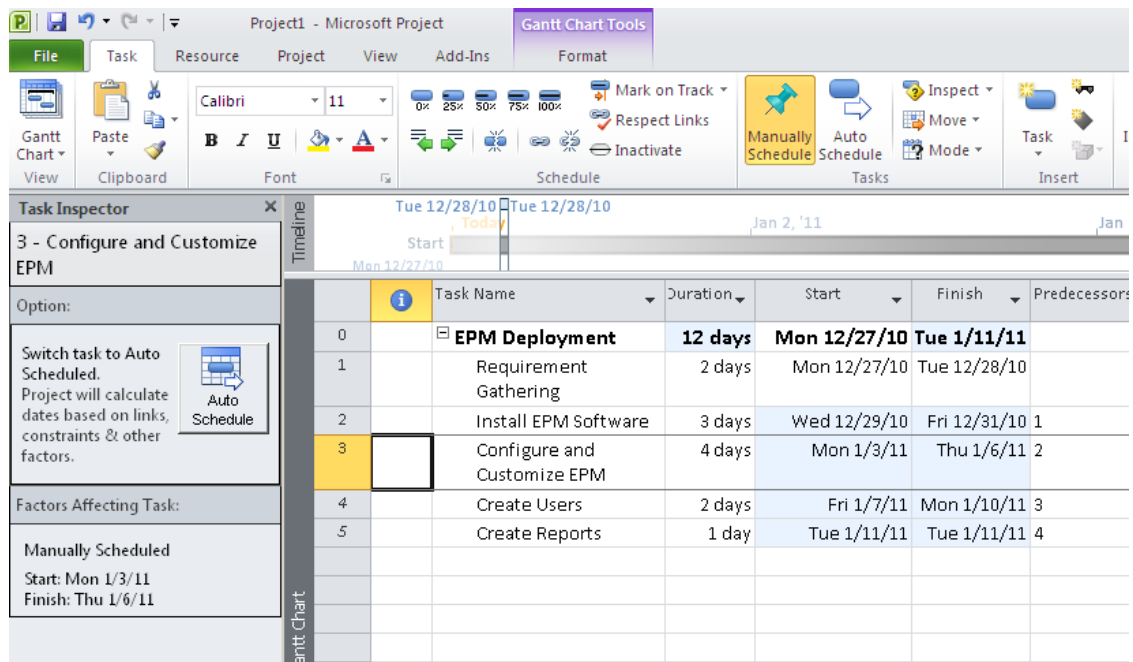 Project1 - Microsoft Project
Gantt Chart Tools
File Task Resource Project View Add-Ins Format
Calibri 11
0% 25% 50% 75% 100%
Mark on Track
Respect Links
Inactivate
B I U A
Gantt Chart
Paste
Manually Schedule
Auto Schedule
Inspect
Move
Mode
Task
View Clipboard Font Schedule Tasks Insert
Task Inspector
3 - Configure and Customize
EPM
Option:
Switch task to Auto
Scheduled.
Project will calculate
dates based on links,
constraints & other
factors.
Auto
Schedule
Factors Affecting Task:
Manually Scheduled
Start: Mon 1/3/11
Finish: Thu 1/6/11
Timeline
Tue 12/28/10 Tue 12/28/10
Today
Jan 2, '11
Jan
Start
Mon 12/27/10
Task Name Duration Start Finish Predecessors
0 EPM Deployment 12 days Mon 12/27/10 Tue 1/11/11
1 Requirement Gathering 2 days Mon 12/27/10 Tue 12/28/10
2 Install EPM Software 3 days Wed 12/29/10 Fri 12/31/10 1
3 Configure and Customize EPM 4 days Mon 1/3/11 Thu 1/6/11 2
4 Create Users 2 days Fri 1/7/11 Mon 1/10/11 3
5 Create Reports 1 day Tue 1/11/11 Tue 1/11/11 4
Chart